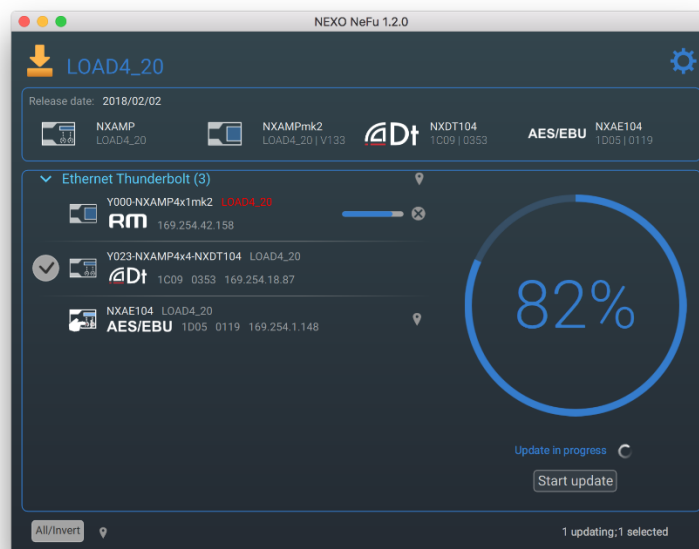 NEXO NeFu 1.2.0
LOAD4_20
Release date: 2018/02/02
NXAMP
LOAD4_20
NXAMPmk2
LOAD4_20 | V133
Dt NXDT104
1C09 | 0353
AES/EBU NXAE104
1D05 | 0119
Ethernet Thunderbolt (3)
Y000-NXAMP4x1mk2 LOAD4_20
RM 169.254.42.158
Y023-NXAMP4x4-NXDT104 LOAD4_20
Dt 1C09 0353 169.254.18.87
NXAE104 LOAD4_20
AES/EBU 1D05 0119 169.254.1.148
82%
Update in progress
Start update
All/Invert
1 updating;1 selected